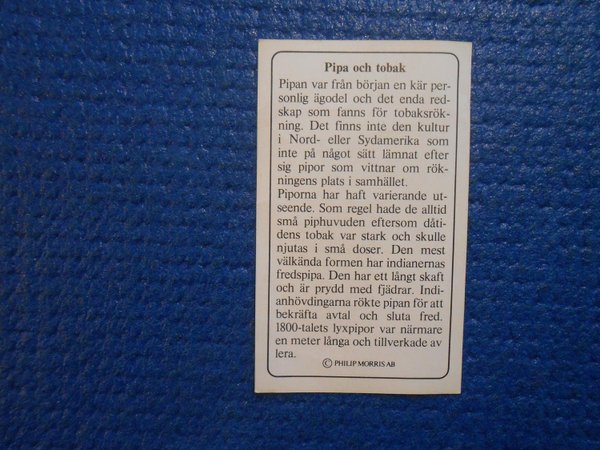 Pipa och tobak
Pipan var från början en kär per-
sonlig ägodel och det enda red-
skap som fanns för tobaksrök-
ning. Det finns inte den kultur
i Nord- eller Sydamerika som
inte på något sätt lämnat efter
sig pipor som vittnar om rök-
ningens plats i samhället.
Piporna har haft varierande ut-
seende. Som regel hade de alltid
små piphuvuden eftersom dåti-
dens tobak var stark och skulle
njutas i små doser. Den mest
välkända formen har indianernas
fredspipa. Den har ett långt skaft
och är prydd med fjädrar. Indi-
anhövdingarna rökte pipan för att
bekräfta avtal och sluta fred.
1800-talets lyxpipor var närmare
en meter långa och tillverkade av
lera.
© PHILIP MORRIS AB